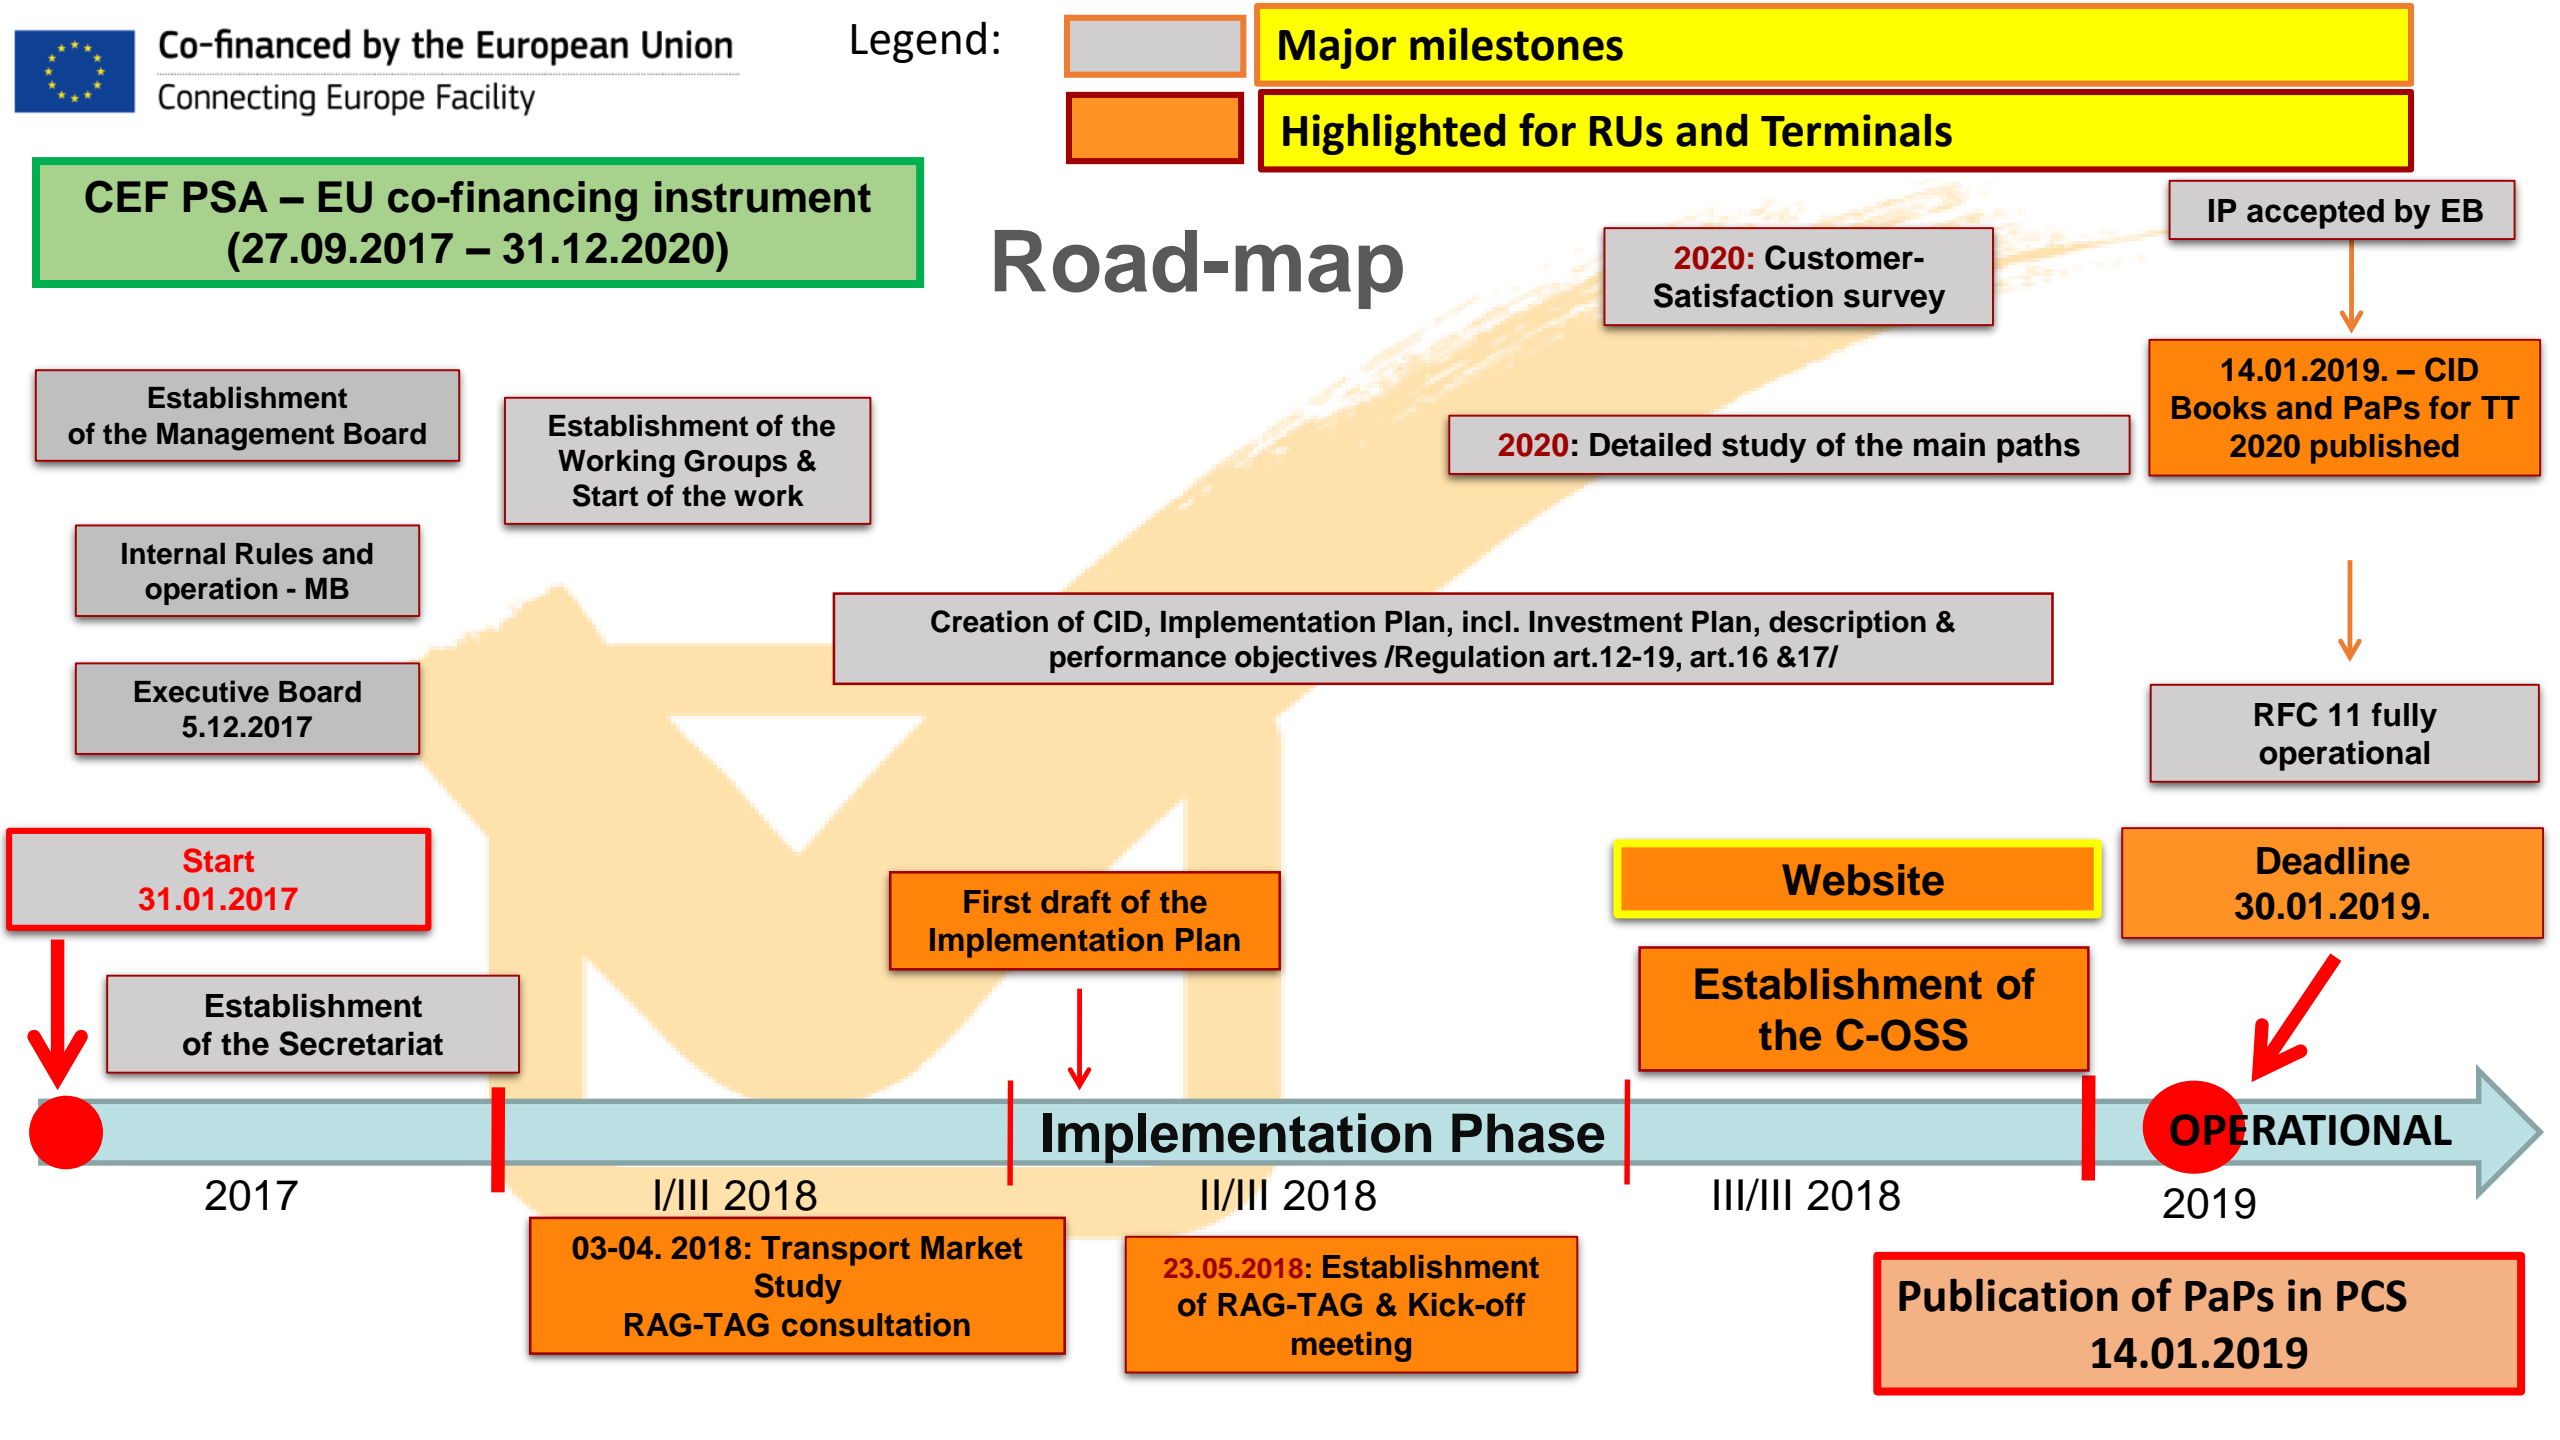 Co-financed by the European Union
Connecting Europe Facility
Legend:
Major milestones
Highlighted for RUs and Terminals
CEF PSA – EU co-financing instrument
(27.09.2017 – 31.12.2020)
Road-map
IP accepted by EB
2020: Customer-
Satisfaction survey
14.01.2019. – CID
Books and PaPs for TT
2020 published
Establishment
of the Management Board
Establishment of the
Working Groups &
Start of the work
2020: Detailed study of the main paths
Internal Rules and
operation - MB
Creation of CID, Implementation Plan, incl. Investment Plan, description &
performance objectives /Regulation art.12-19, art.16 &17/
Executive Board
5.12.2017
RFC 11 fully
operational
Start
31.01.2017
First draft of the
Implementation Plan
Website
Deadline
30.01.2019.
Establishment
of the Secretariat
Establishment of
the C-OSS
Implementation Phase
OPERATIONAL
2017
I/III 2018
II/III 2018
III/III 2018
2019
03-04. 2018: Transport Market
Study
RAG-TAG consultation
23.05.2018: Establishment
of RAG-TAG & Kick-off
meeting
Publication of PaPs in PCS
14.01.2019